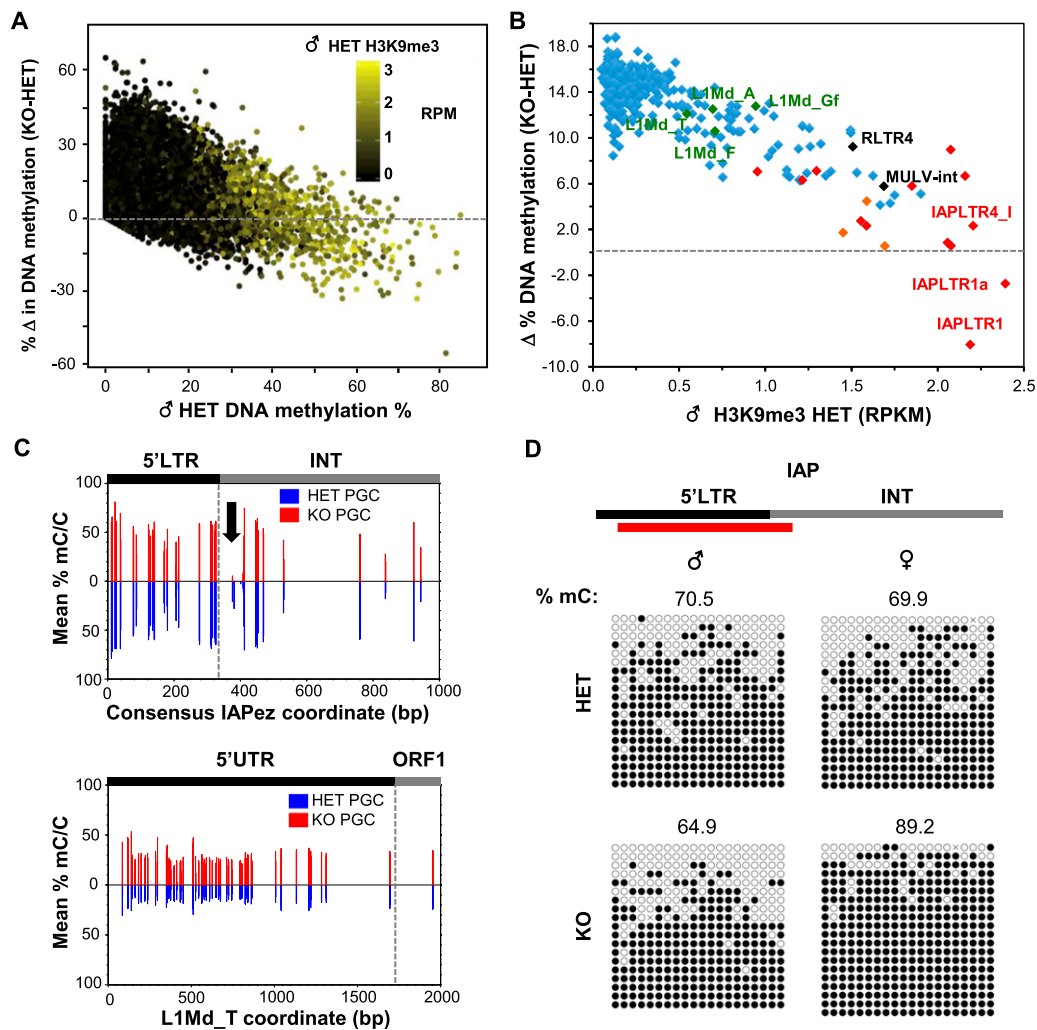 A
♂ HET H3K9me3
3
2
1
0
RPM
% Δ in DNA methylation (KO-HET)
60
30
0
-30
-60
0 20 40 60 80
♂ HET DNA methylation %
B
Δ % DNA methylation (KO-HET)
18.0
14.0
10.0
6.0
2.0
-2.0
-6.0
-10.0
L1Md_A
L1Md_Gf
L1Md_T
L1Md_F
RLTR4
MULV-int
IAPLTR4_I
IAPLTR1a
IAPLTR1
0.0 0.5 1.0 1.5 2.0 2.5
♂ H3K9me3 HET (RPKM)
C
5'LTR INT
Mean % mC/C
100
50
0
50
100
HET PGC
KO PGC
0 200 400 600 800 1000
Consensus IAPez coordinate (bp)
5'UTR ORF1
Mean % mC/C
100
50
0
50
100
HET PGC
KO PGC
0 500 1000 1500 2000
L1Md_T coordinate (bp)
D
IAP
5'LTR INT
♂ ♀
% mC: 70.5 69.9
HET
64.9 89.2
KO